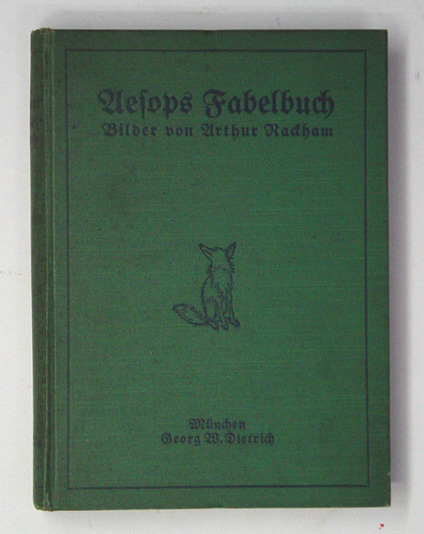 Aesops Fabelbuch
Bilder von Arthur Rackham
München
Georg W. Dietrich